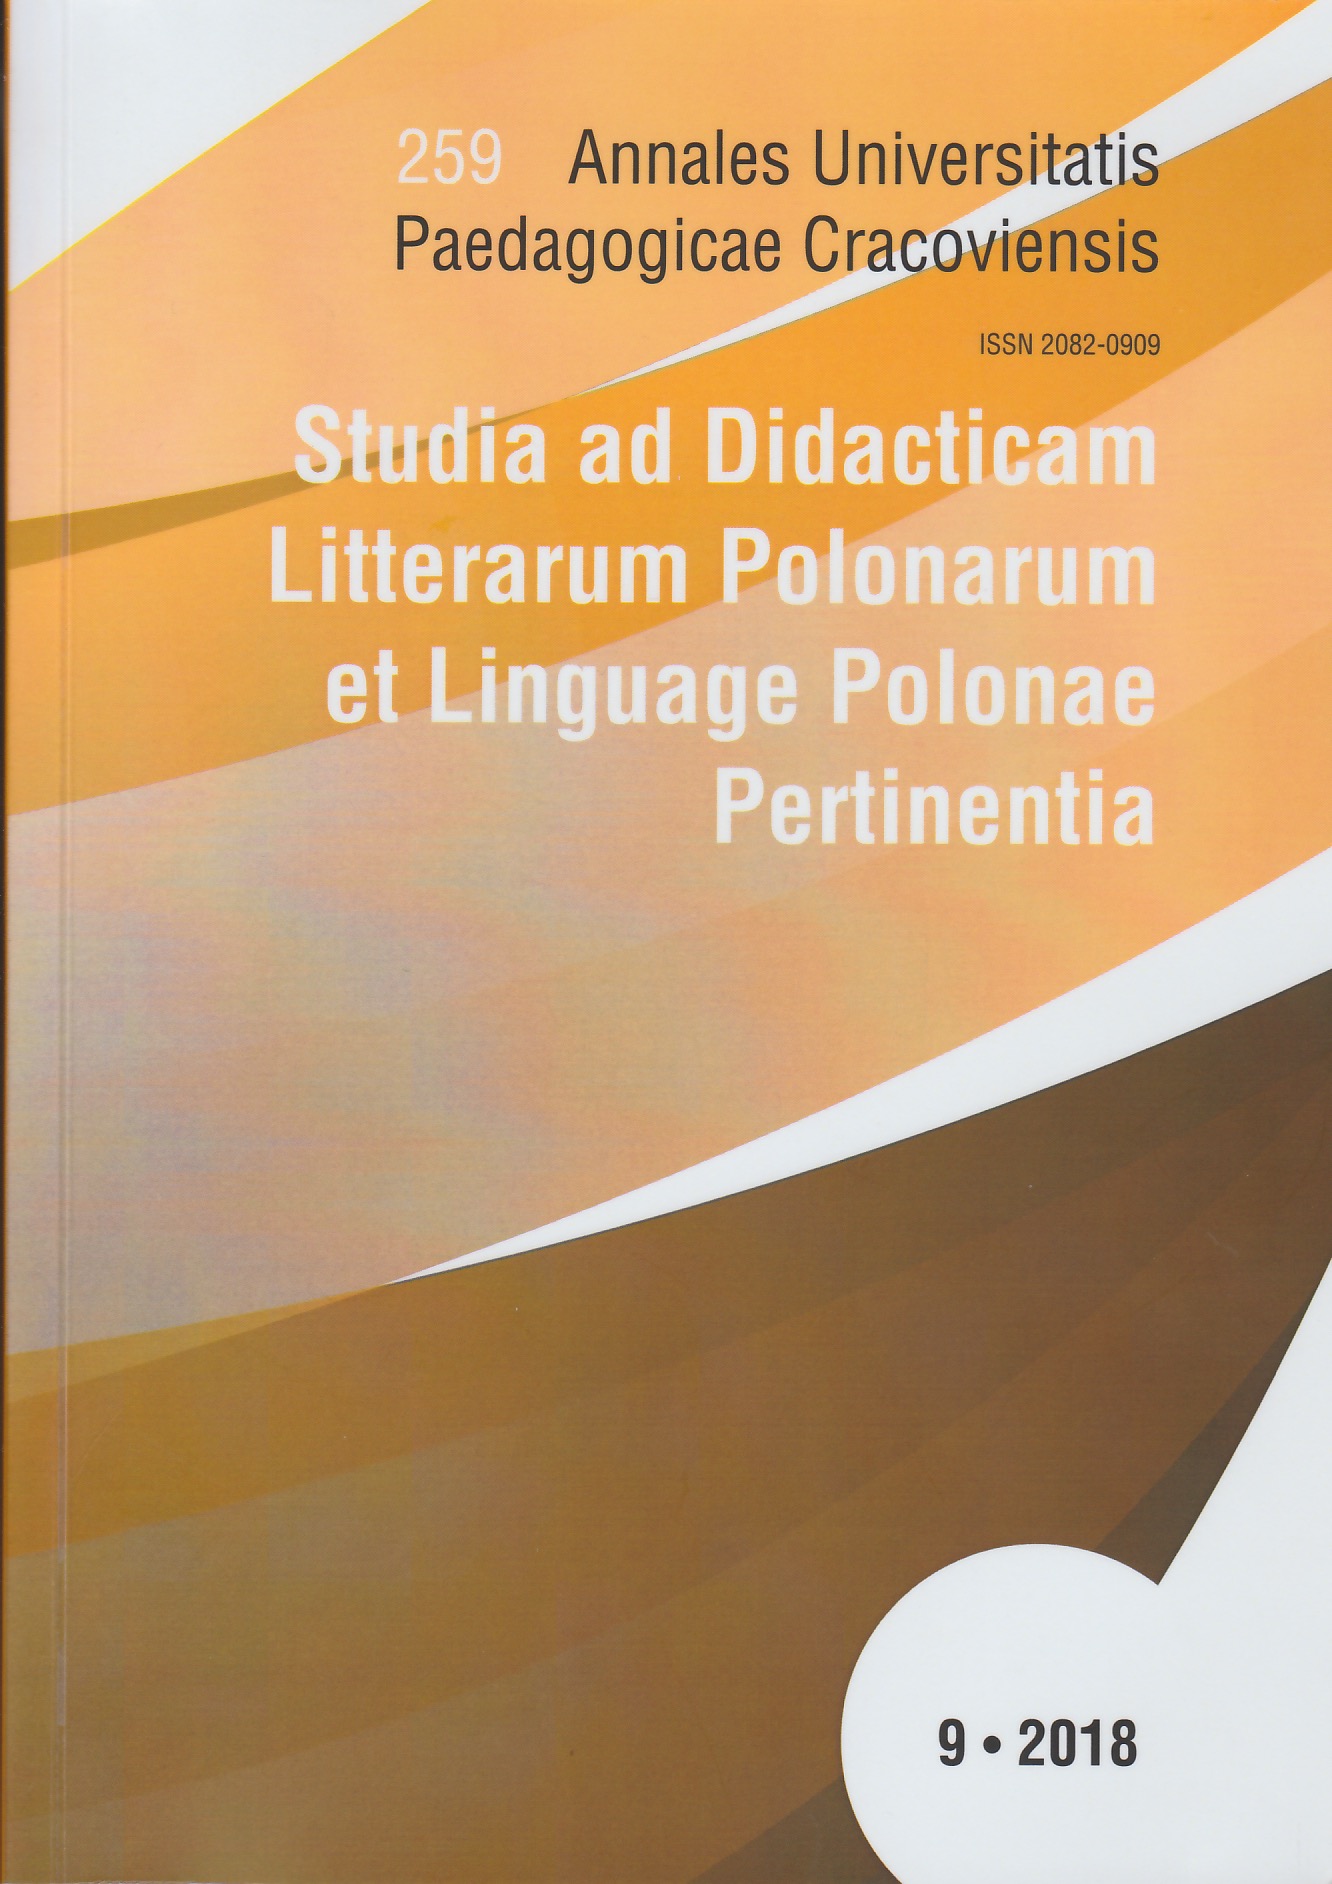 259 Annales Universitatis
Paedagogicae Cracoviensis
ISSN 2082-0909
Studia ad Didacticam
Litterarum Polonarum
et Linguage Polonae
Pertinentia
9 • 2018